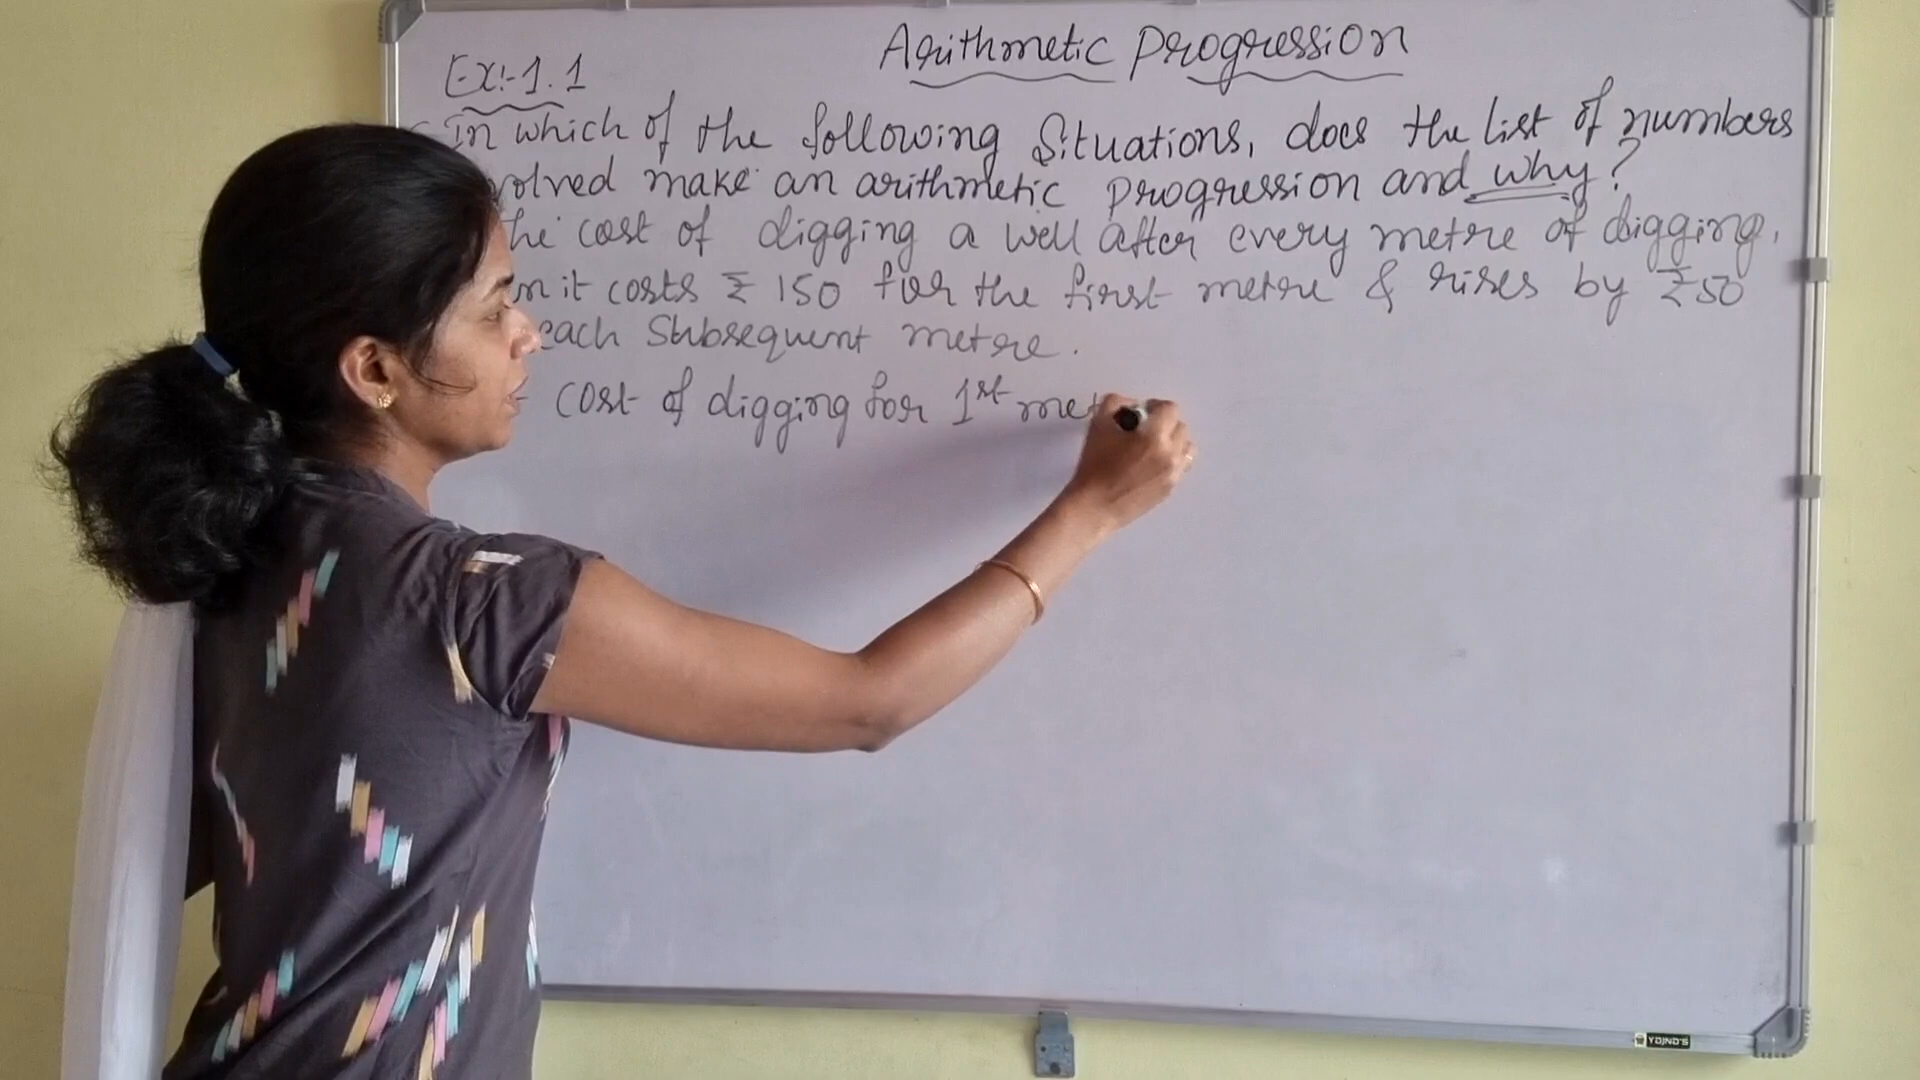 Arithmetic Progression
Ex:-1.1
In which of the following Situations, does the list of numbers
volved make an arithmetic progression and why?
he cost of digging a well after every metre of digging,
n it costs ₹ 150 for the first metre & rises by ₹50
each Subsequent metre.
cost of digging for 1st met
YOJNO'S